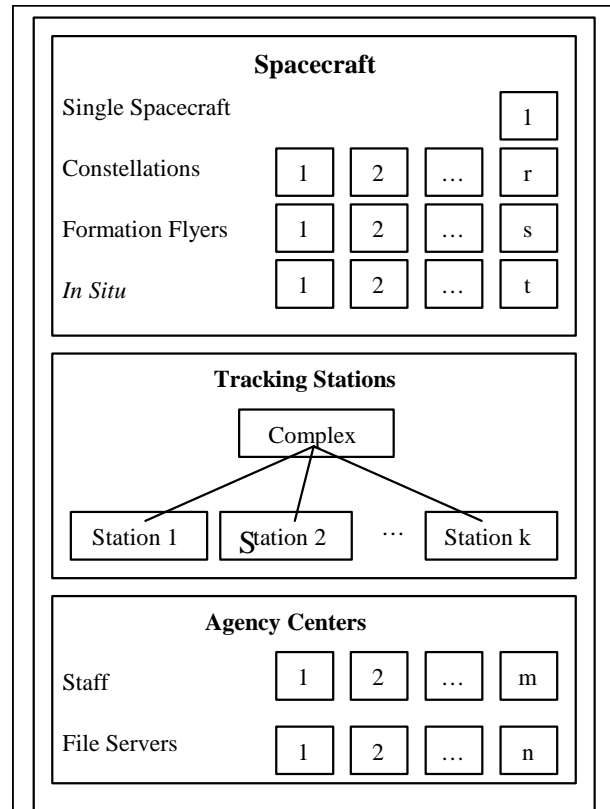 Spacecraft
Single Spacecraft 1
Constellations 1 2 … r
Formation Flyers 1 2 … s
In Situ 1 2 … t
Tracking Stations
Complex
Station 1 Station 2 … Station k
Agency Centers
Staff 1 2 … m
File Servers 1 2 … n